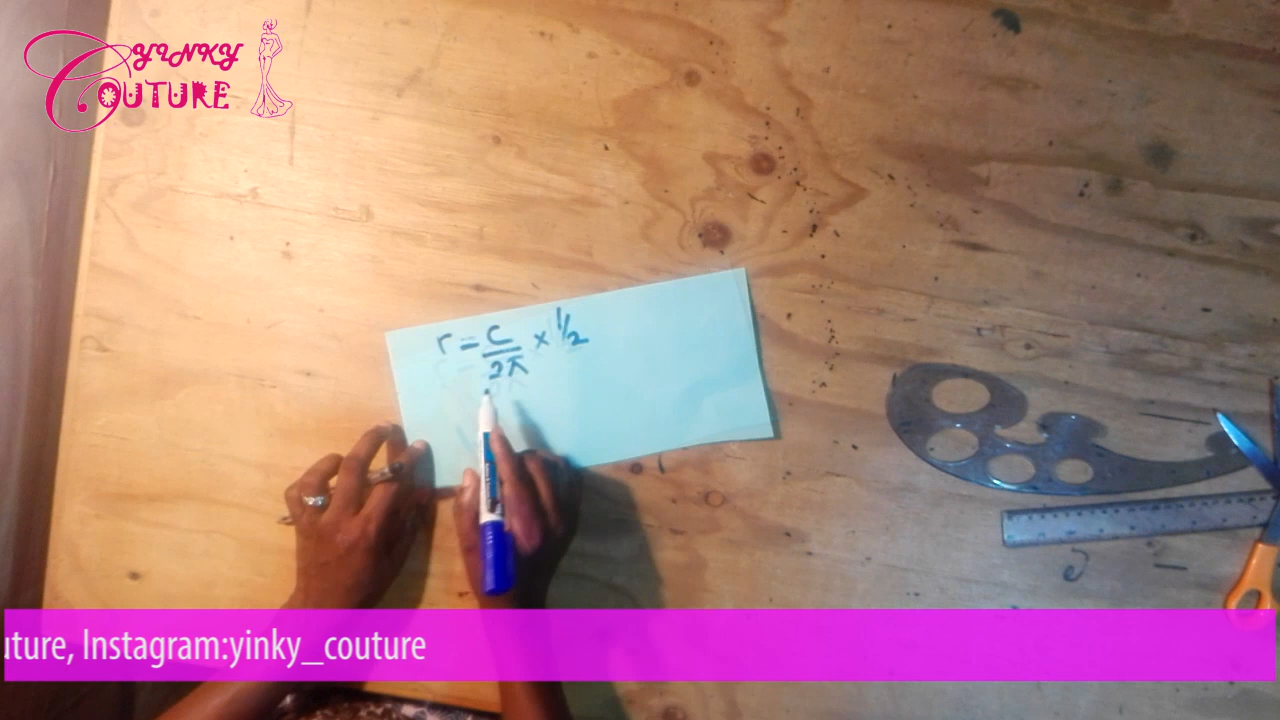 YINKY
COUTURE
r = C/2π × 1/2
uture, Instagram:yinky_couture